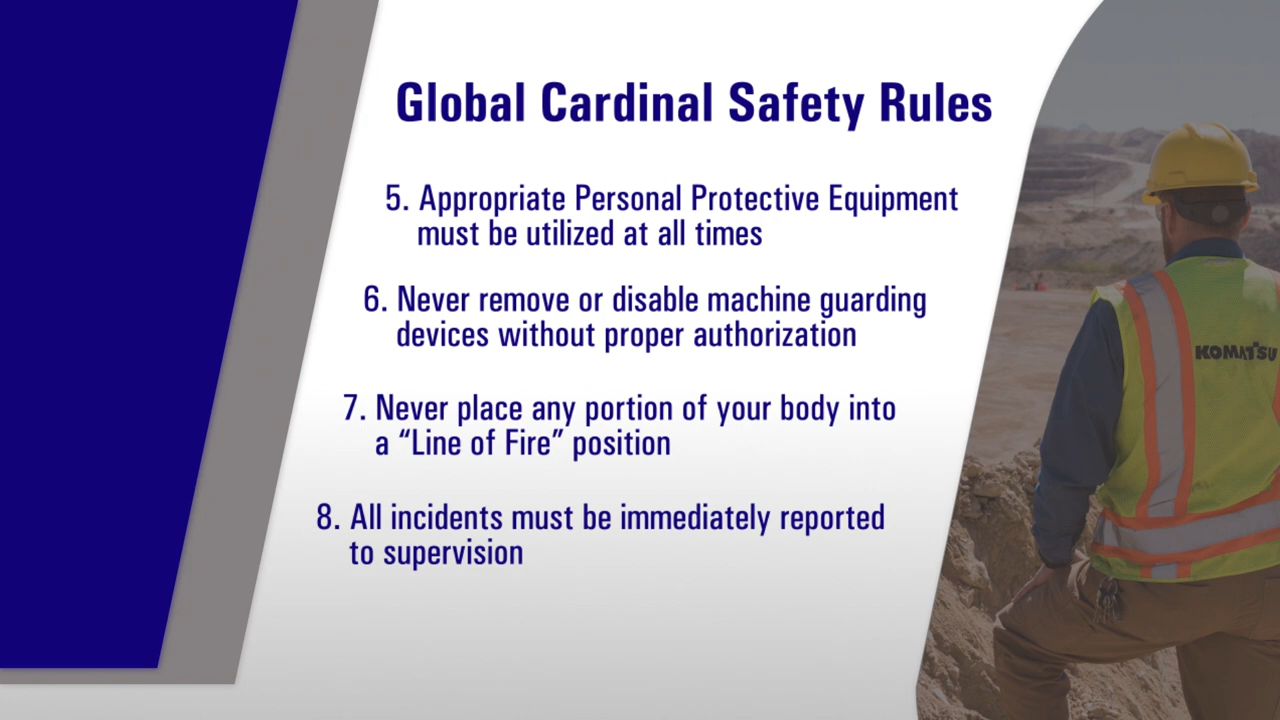 Global Cardinal Safety Rules
5. Appropriate Personal Protective Equipment
must be utilized at all times
6. Never remove or disable machine guarding
devices without proper authorization
7. Never place any portion of your body into
a “Line of Fire” position
8. All incidents must be immediately reported
to supervision
KOMATSU